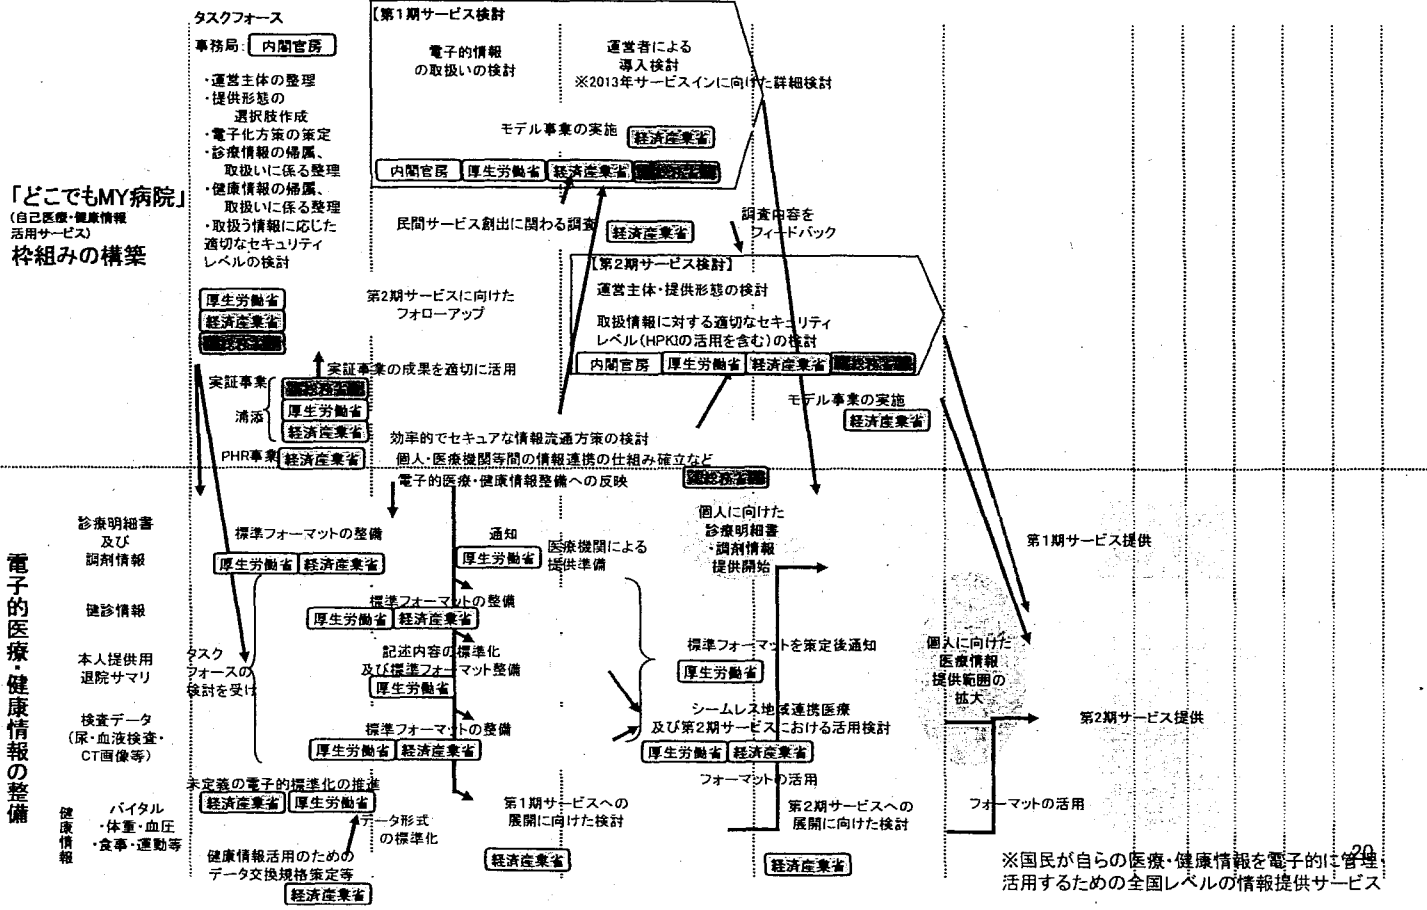 タスクフォース
事務局：
内閣官房
・運営主体の整理
・提供形態の
選択肢作成
・電子化方策の策定
・診療情報の帰属、
取扱いに係る整理
・健康情報の帰属、
取扱いに係る整理
・取扱う情報に応じた
適切なセキュリティ
レベルの検討
厚生労働省
経済産業省
総務省
【第1期サービス検討
電子的情報
の取扱いの検討
運営者による
導入検討
※2013年サービスインに向けた詳細検討
モデル事業の実施
経済産業省
内閣官房
厚生労働省
経済産業省
総務省
「どこでもMY病院」
(自己医療・健康情報
活用サービス)
枠組みの構築
民間サービス創出に関わる調査
経済産業省
調査内容を
フィードバック
第2期サービスに向けた
フォローアップ
【第2期サービス検討】
運営主体・提供形態の検討
取扱情報に対する適切なセキュリティ
レベル(HPKIの活用を含む)の検討
内閣官房
厚生労働省
経済産業省
総務省
モデル事業の実施
経済産業省
実証事業の成果を適切に活用
実証事業
総務省
浦添
厚生労働省
経済産業省
PHR事業
経済産業省
効率的でセキュアな情報流通方策の検討
個人・医療機関等間の情報連携の仕組み確立など
総務省
電子的医療・健康情報整備への反映
電子的医療・健康情報の整備
診療明細書
及び
調剤情報
標準フォーマットの整備
厚生労働省
経済産業省
通知
厚生労働省
医療機関による
提供準備
個人に向けた
診療明細書
・調剤情報
提供開始
第1期サービス提供
健診情報
標準フォーマットの整備
厚生労働省
経済産業省
本人提供用
退院サマリ
タスク
フォースの
検討を受け
記述内容の標準化
及び標準フォーマット整備
厚生労働省
標準フォーマットを策定後通知
厚生労働省
個人に向けた
医療情報
提供範囲の
拡大
検査データ
(尿・血液検査・
CT画像等)
標準フォーマットの整備
厚生労働省
経済産業省
シームレス地域連携医療
及び第2期サービスにおける活用検討
厚生労働省
経済産業省
第2期サービス提供
未定義の電子的標準化の推進
経済産業省
厚生労働省
フォーマットの活用
健康情報
バイタル
・体重・血圧
・食事・運動等
データ形式
の標準化
第1期サービスへの
展開に向けた検討
経済産業省
第2期サービスへの
展開に向けた検討
経済産業省
フォーマットの活用
健康情報活用のための
データ交換規格策定等
経済産業省
20
※国民が自らの医療・健康情報を電子的に管理・
活用するための全国レベルの情報提供サービス